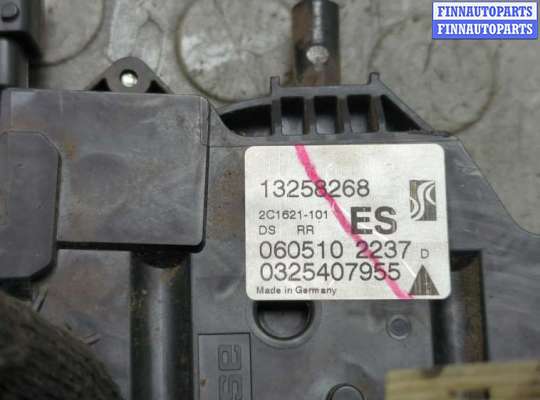 FINNAUTOPARTS
FINNAUTOPARTS
13258268
2C1621-101 ES
DS RR
060510 2237 D
0325407955
Made in Germany